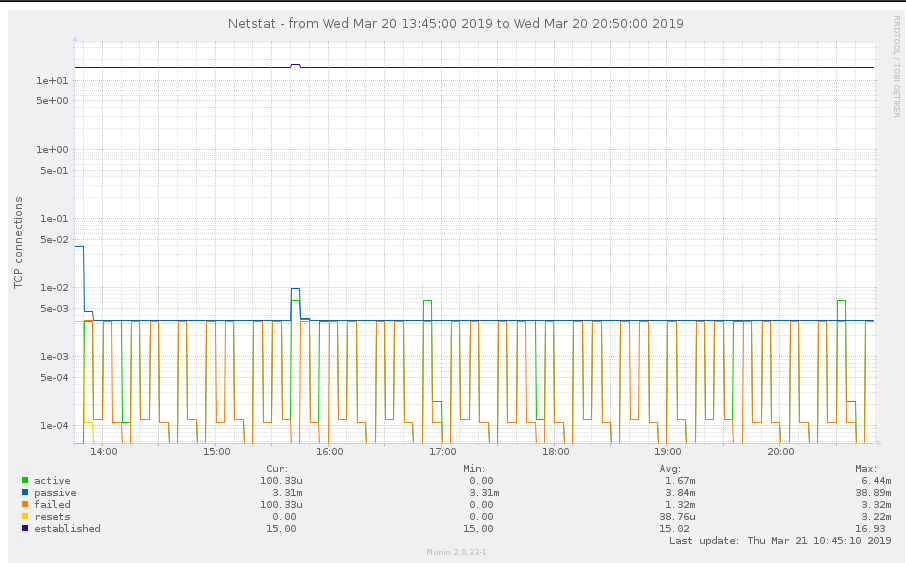 Netstat - from Wed Mar 20 13:45:00 2019 to Wed Mar 20 20:50:00 2019
RRDTOOL / TOBI OETIKER
TCP connections
1e+01
5e+00
1e+00
5e-01
1e-01
5e-02
1e-02
5e-03
1e-03
5e-04
1e-04
14:00 15:00 16:00 17:00 18:00 19:00 20:00
Cur: Min: Avg: Max:
active 100.33u 0.00 1.67m 6.44m
passive 3.31m 3.31m 3.84m 38.89m
failed 100.33u 0.00 1.32m 3.32m
resets 0.00 0.00 38.76u 3.22m
established 15.00 15.00 15.02 16.93
Last update: Thu Mar 21 10:45:10 2019
Munin 2.0.33-1